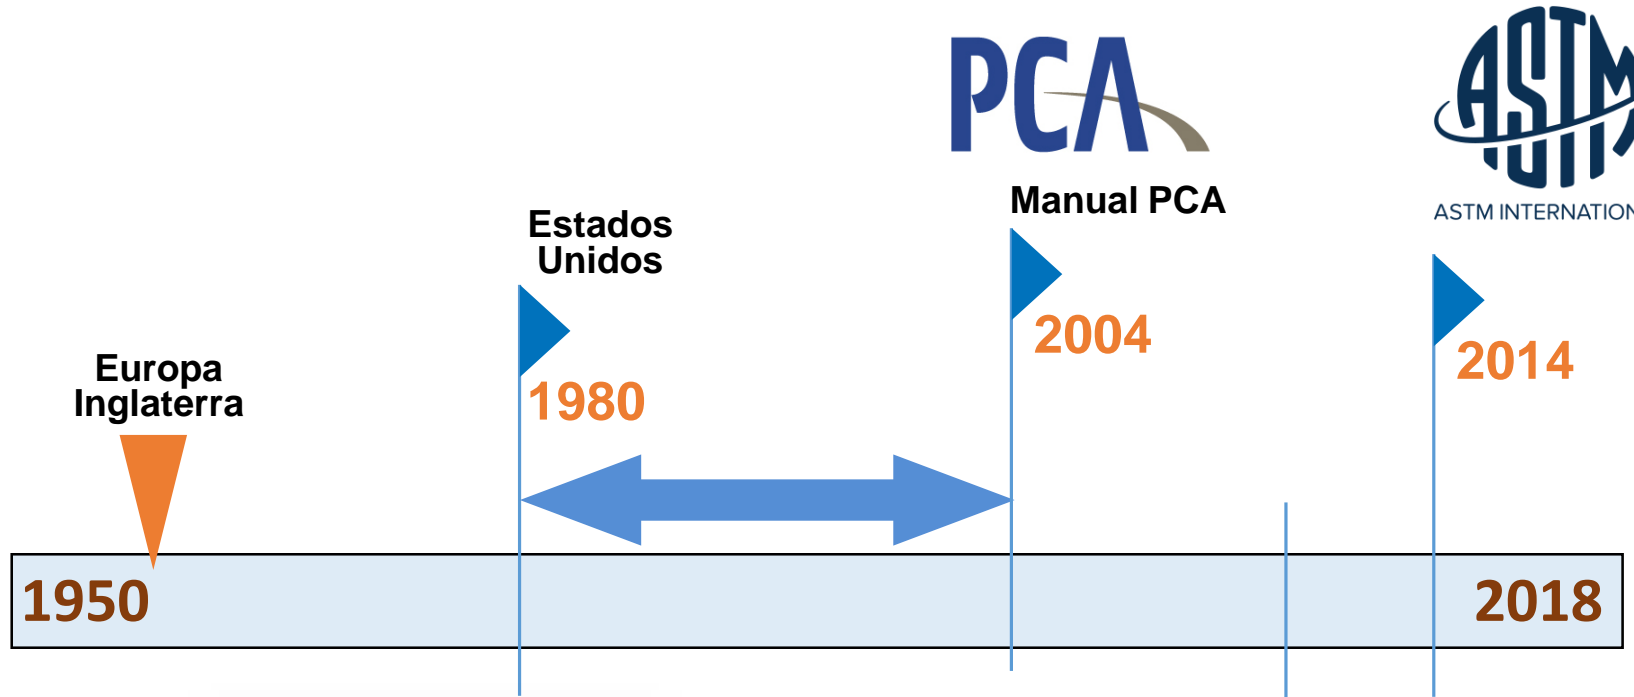 PCA
ASTM
ASTM INTERNATION
Manual PCA
Estados
Unidos
2004
2014
Europa
Inglaterra
1980
1950
2018